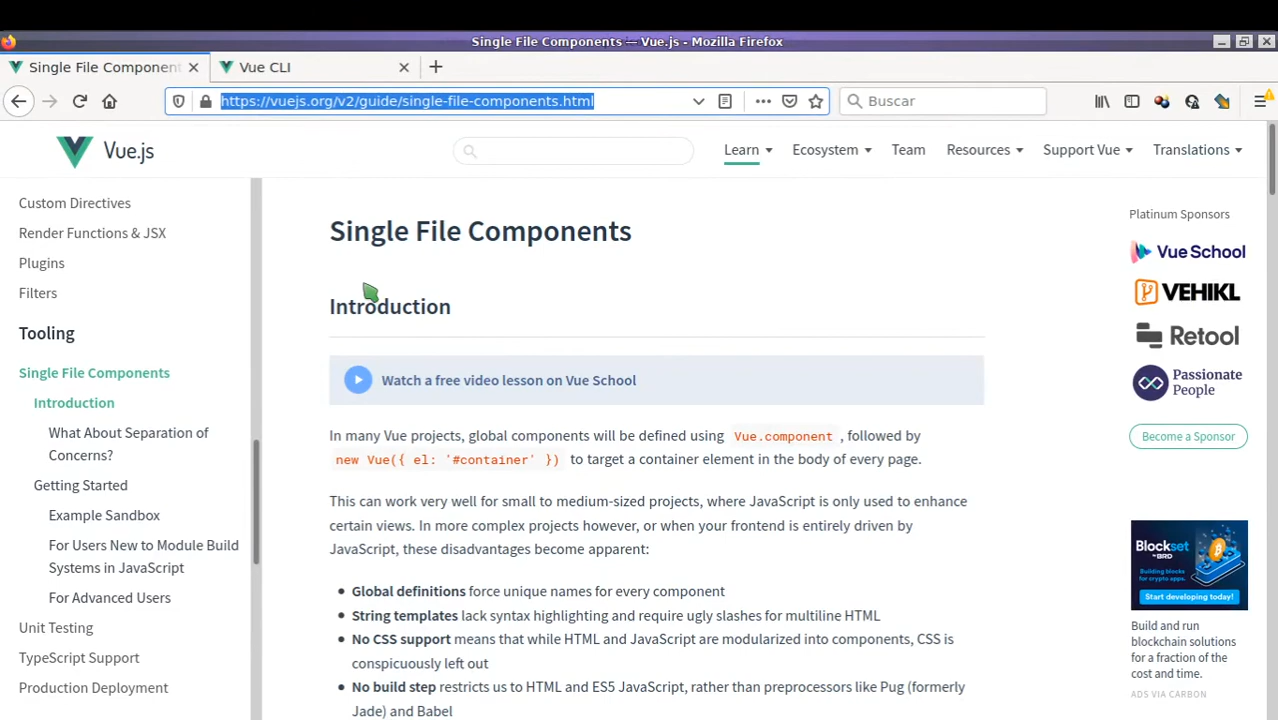 Single File Components — Vue.js - Mozilla Firefox
Single File Component
Vue CLI
https://vuejs.org/v2/guide/single-file-components.html
Buscar
Vue.js
Learn
Ecosystem
Team
Resources
Support Vue
Translations
Custom Directives
Render Functions & JSX
Plugins
Filters
Tooling
Single File Components
Introduction
What About Separation of
Concerns?
Getting Started
Example Sandbox
For Users New to Module Build
Systems in JavaScript
For Advanced Users
Unit Testing
TypeScript Support
Production Deployment
Single File Components
Introduction
Watch a free video lesson on Vue School
In many Vue projects, global components will be defined using Vue.component , followed by
new Vue({ el: '#container' }) to target a container element in the body of every page.
This can work very well for small to medium-sized projects, where JavaScript is only used to enhance
certain views. In more complex projects however, or when your frontend is entirely driven by
JavaScript, these disadvantages become apparent:
• Global definitions force unique names for every component
• String templates lack syntax highlighting and require ugly slashes for multiline HTML
• No CSS support means that while HTML and JavaScript are modularized into components, CSS is
conspicuously left out
• No build step restricts us to HTML and ES5 JavaScript, rather than preprocessors like Pug (formerly
Jade) and Babel
Platinum Sponsors
Vue School
VEHIKL
Retool
Passionate
People
Become a Sponsor
Blockset
by BRD
Building blocks
for crypto apps.
Start developing today!
Build and run
blockchain solutions
for a fraction of the
cost and time.
ADS VIA CARBON